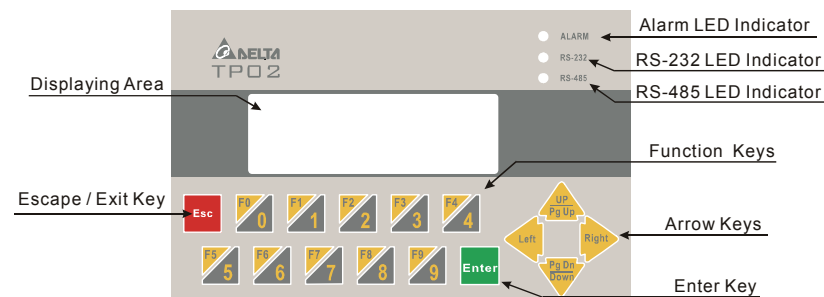 Alarm LED Indicator
ALARM
DELTA
RS-232
RS-232 LED Indicator
TP02
RS-485
RS-485 LED Indicator
Displaying Area
Function Keys
Escape / Exit Key
Esc
F0 0
F1 1
F2 2
F3 3
F4 4
UP
Pg Up
Left
Right
Arrow Keys
F5 5
F6 6
F7 7
F8 8
F9 9
Enter
Pg Dn
Down
Enter Key